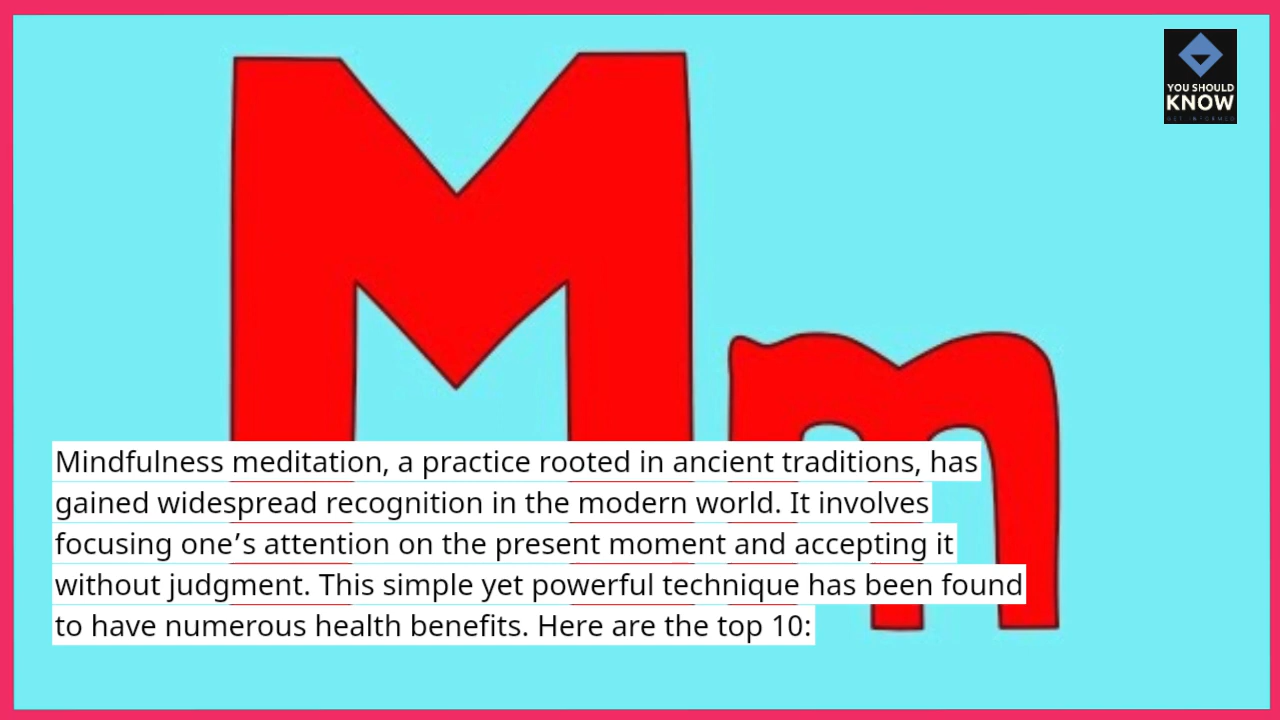 Mm
YOU SHOULD
KNOW
GET INFORMED
Mindfulness meditation, a practice rooted in ancient traditions, has
gained widespread recognition in the modern world. It involves
focusing one’s attention on the present moment and accepting it
without judgment. This simple yet powerful technique has been found
to have numerous health benefits. Here are the top 10: